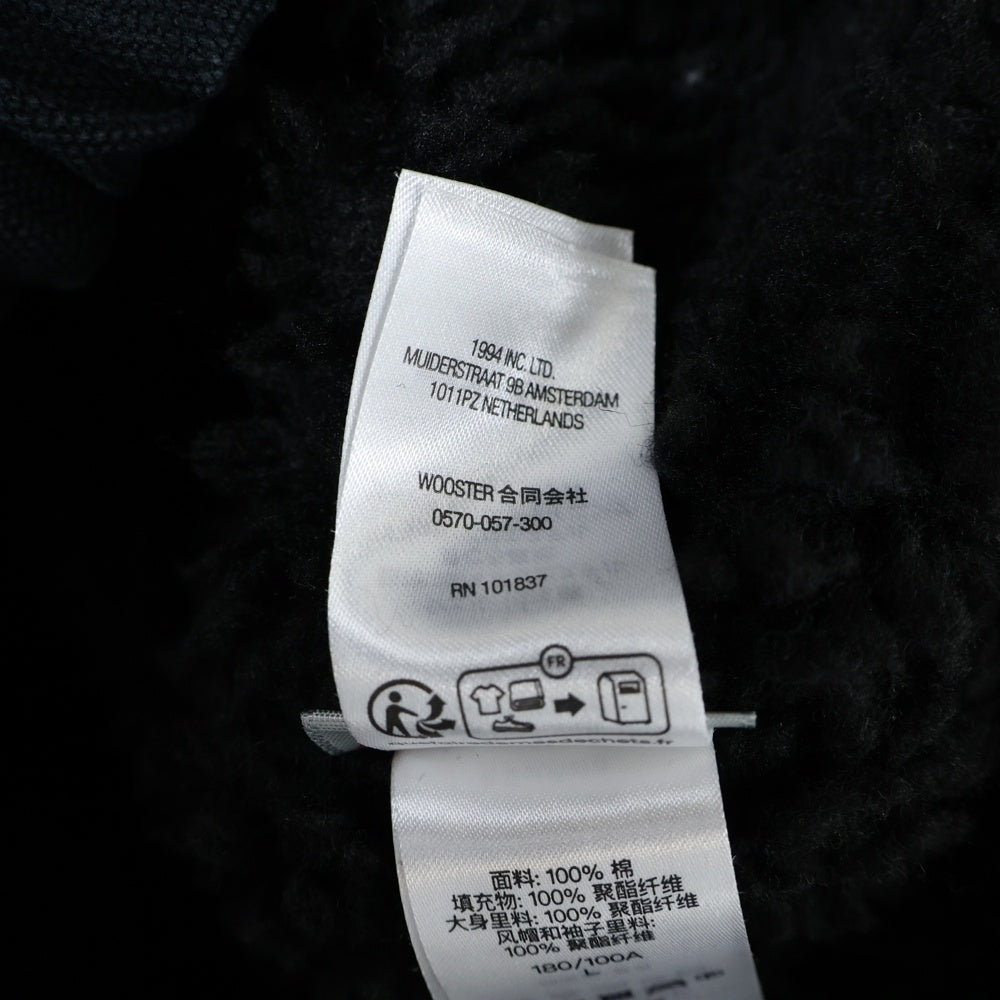 1994 INC. LTD.
MUIDERSTRAAT 9B AMSTERDAM
1011PZ NETHERLANDS
WOOSTER 合同会社
0570-057-300
RN 101837
FR
quefairedemesdechets.fr
面料: 100% 棉
填充物: 100% 聚酯纤维
大身里料: 100% 聚酯纤维
风帽和袖子里料:
100% 聚酯纤维
180/100A
L